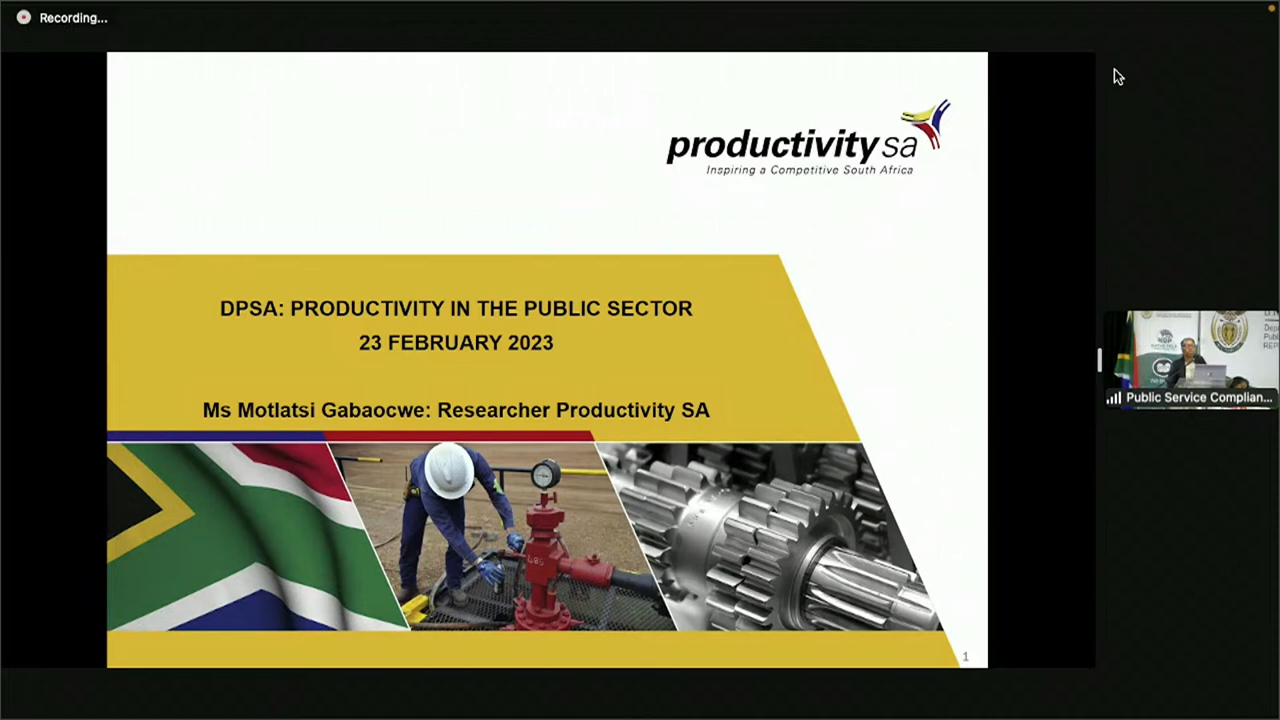 Recording...
productivity sa
Inspiring a Competitive South Africa
DPSA: PRODUCTIVITY IN THE PUBLIC SECTOR
23 FEBRUARY 2023
Ms Motlatsi Gabaocwe: Researcher Productivity SA
Public Service Complian...
1